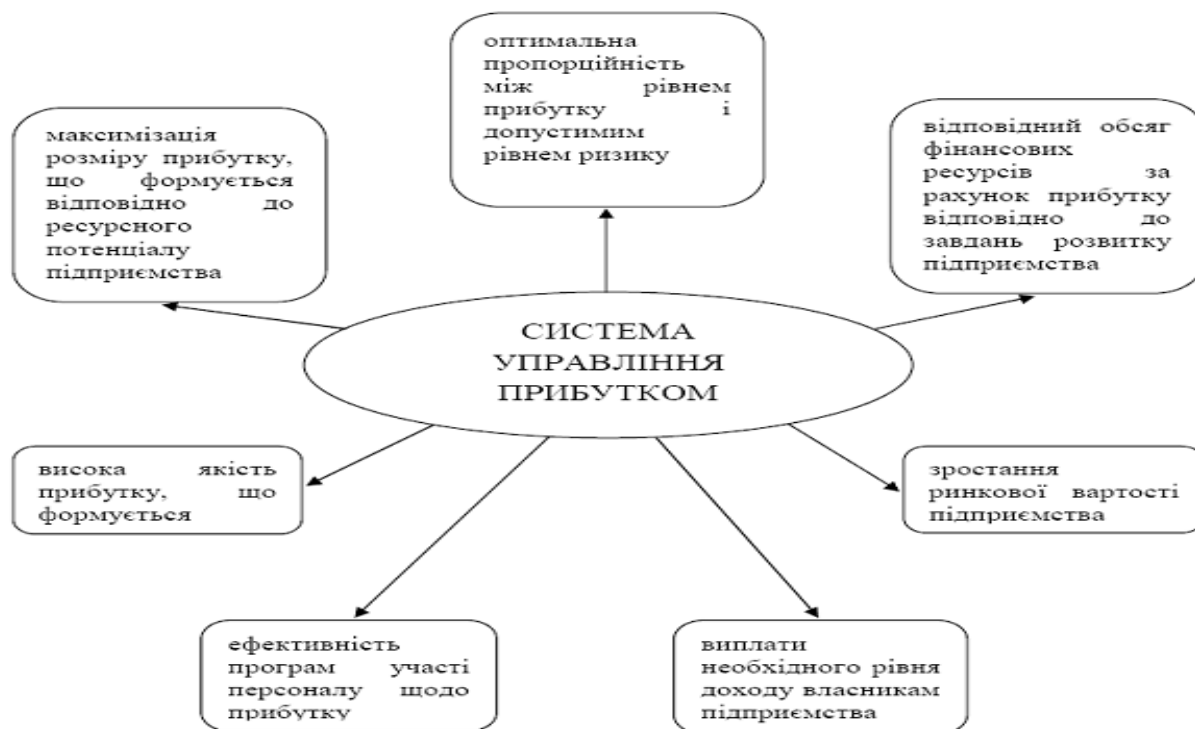 оптимальна
пропорційність
між рівнем
прибутку і
допустимим
рівнем ризику
максимізація
розміру прибутку,
що формується
відповідно до
ресурсного
потенціалу
підприємства
відповідний обсяг
фінансових
ресурсів за
рахунок прибутку
відповідно до
завдань розвитку
підприємства
СИСТЕМА
УПРАВЛІННЯ
ПРИБУТКОМ
висока якість
прибутку, що
формується
зростання
ринкової вартості
підприємства
ефективність
програм участі
персоналу щодо
прибутку
виплати
необхідного рівня
доходу власникам
підприємства